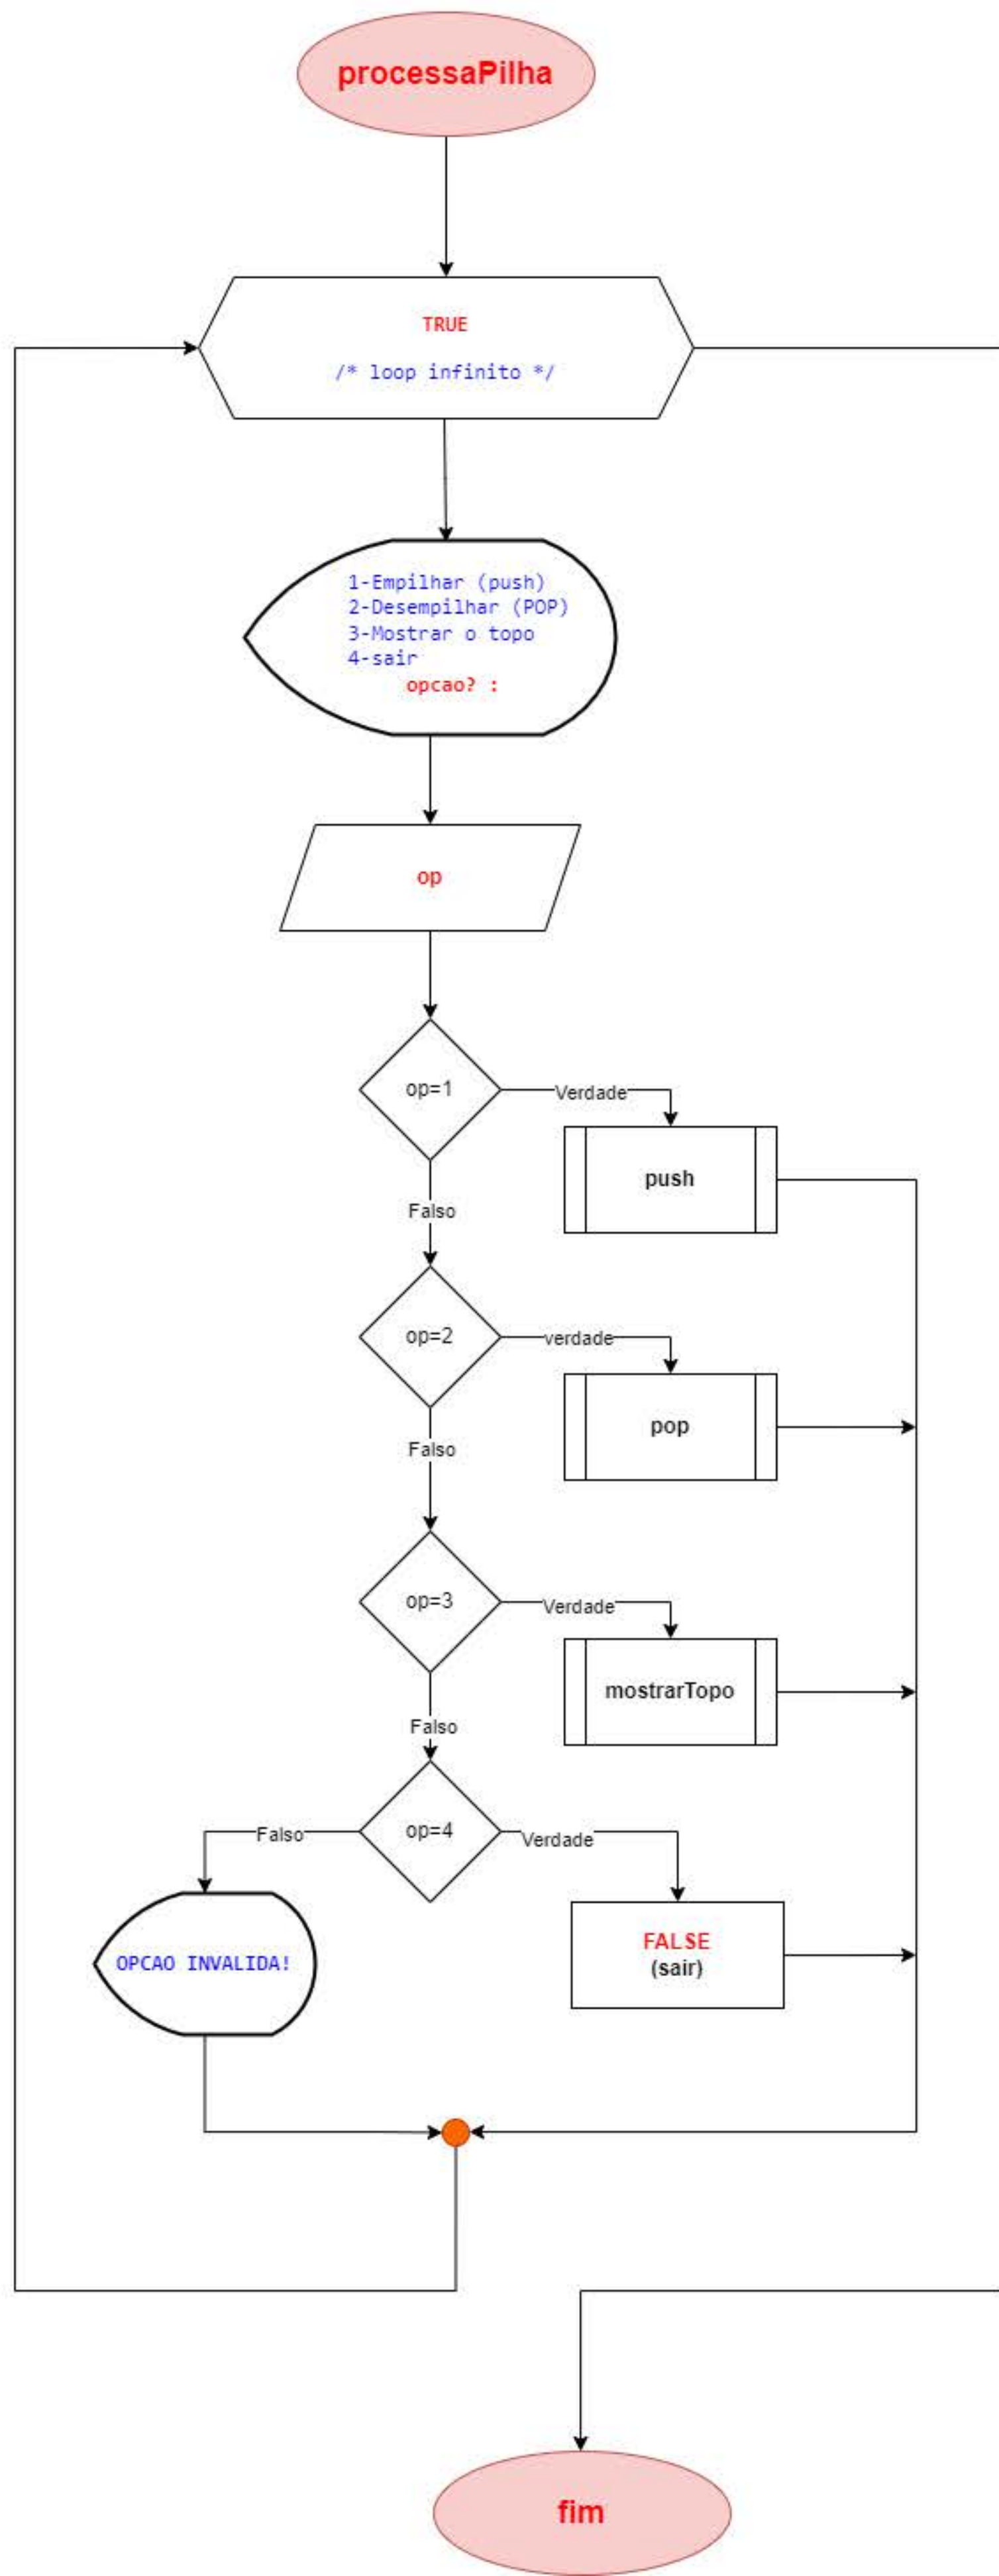 processaPilha
TRUE
/* loop infinito */
1-Empilhar (push)
2-Desempilhar (POP)
3-Mostrar o topo
4-sair
opcao? :
op
op=1
Verdade
push
Falso
op=2
verdade
pop
Falso
op=3
Verdade
mostrarTopo
Falso
op=4
Falso
Verdade
OPCAO INVALIDA!
FALSE
(sair)
fim